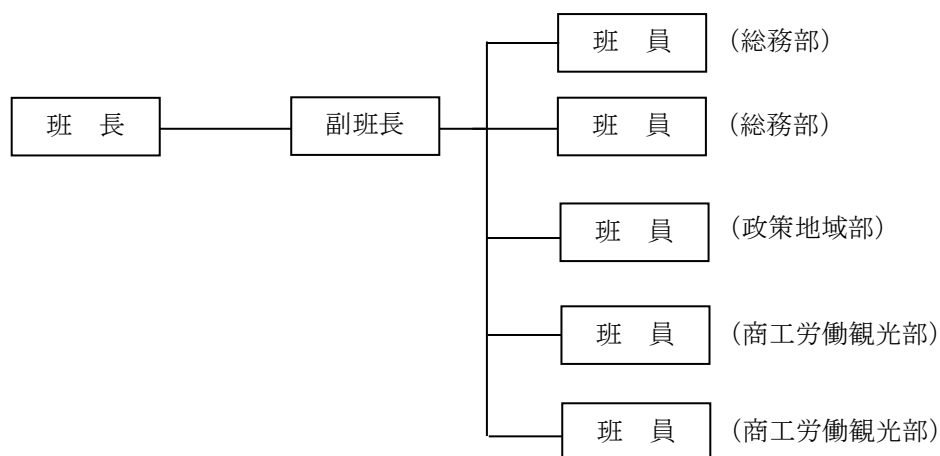 班　員 （総務部）
班　長
副班長
班　員 （総務部）
班　員 （政策地域部）
班　員 （商工労働観光部）
班　員 （商工労働観光部）